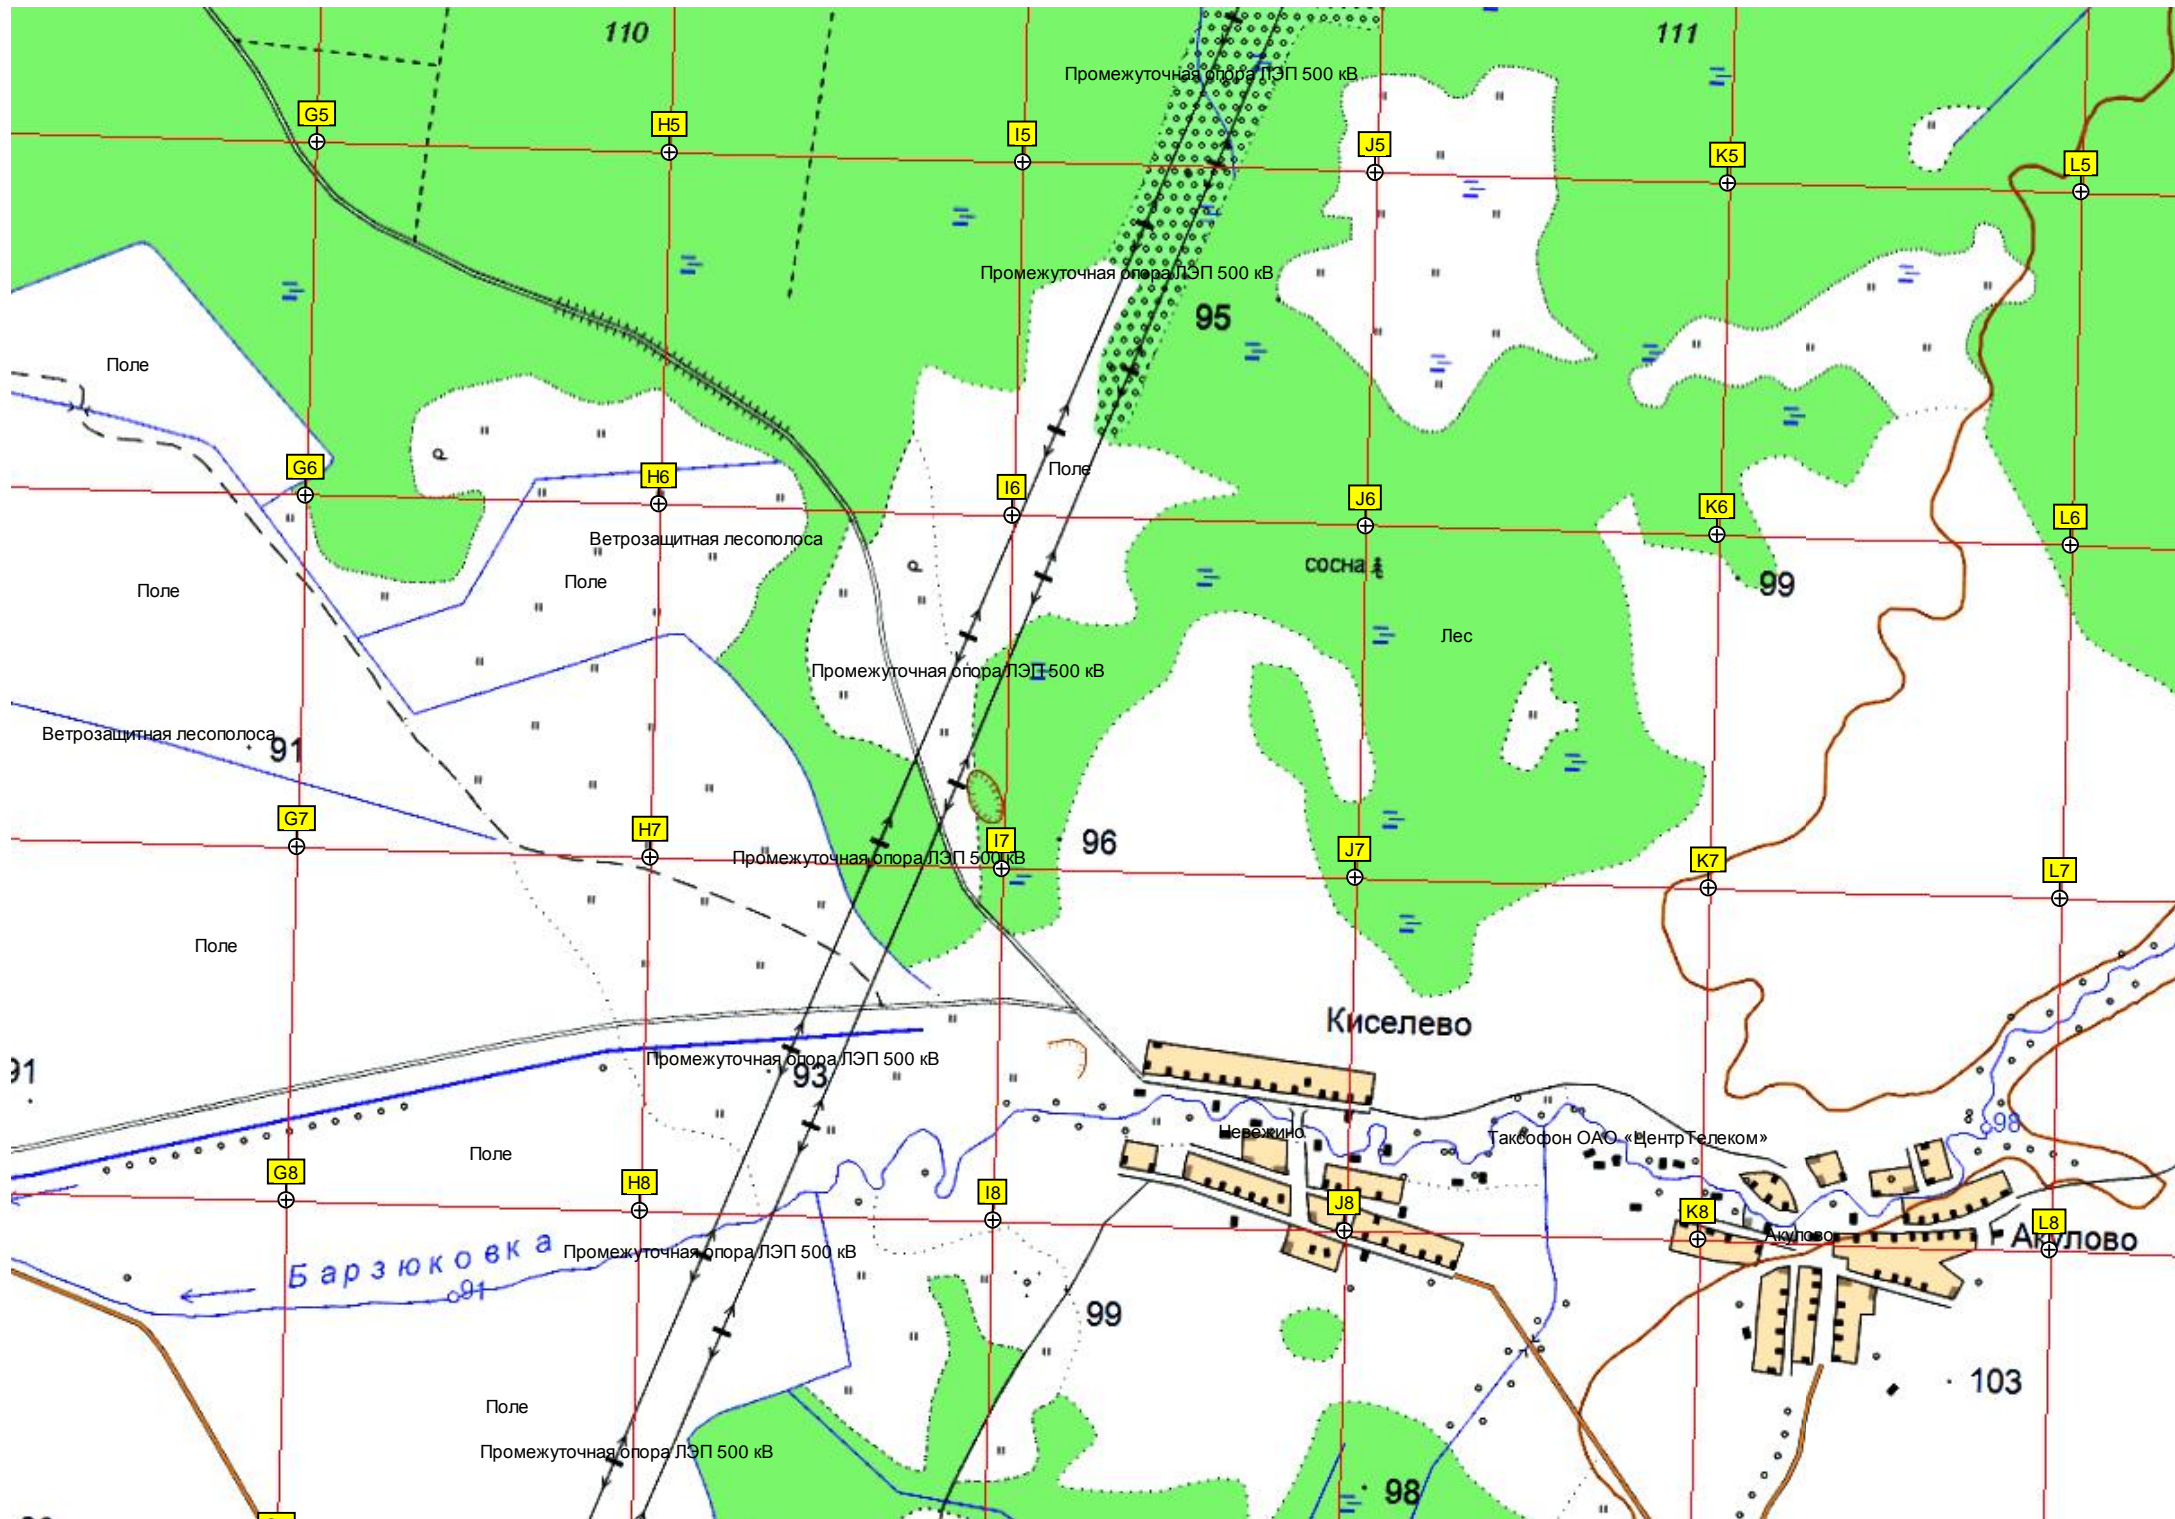 110
111
Промежуточная опора ЛЭП 500 кВ
G5
H5
I5
J5
K5
L5
Промежуточная опора ЛЭП 500 кВ
95
Поле
G6
H6
I6
Поле
J6
K6
L6
Ветрозащитная лесополоса
сосна
Поле
Поле
99
Лес
Промежуточная опора ЛЭП 500 кВ
Ветрозащитная лесополоса
91
G7
H7
I7
96
J7
K7
L7
Промежуточная опора ЛЭП 500 кВ
Поле
Киселево
Промежуточная опора ЛЭП 500 кВ
93
91
Невежино
Таксофон ОАО «ЦентрТелеком»
98
Поле
G8
H8
I8
J8
K8
L8
Акулово
Акулово
Барзюковка
Промежуточная опора ЛЭП 500 кВ
91
99
103
Поле
Промежуточная опора ЛЭП 500 кВ
98